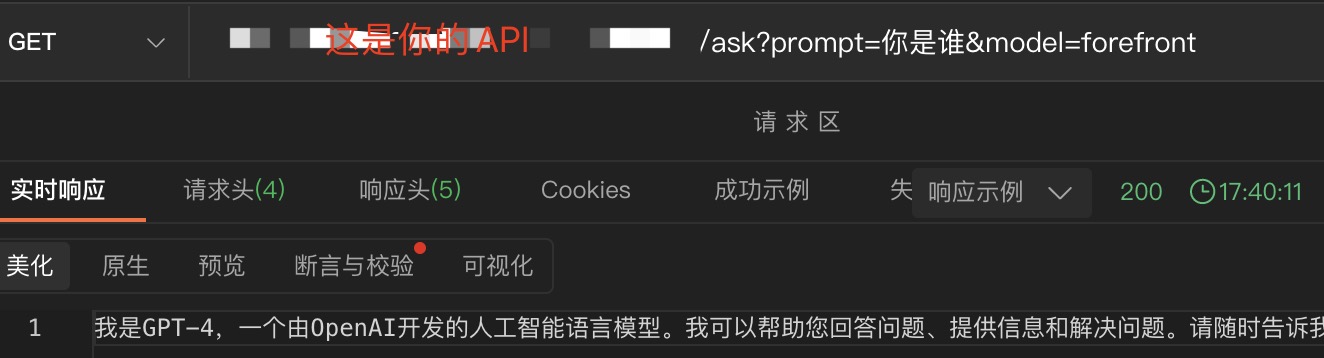 GET 这是你的 API /ask?prompt=你是谁&model=forefront
请求区
实时响应 请求头(4) 响应头(5) Cookies 成功示例 失 响应示例 200 17:40:11
美化 原生 预览 断言与校验 可视化
1 我是GPT-4，一个由OpenAI开发的人工智能语言模型。我可以帮助您回答问题、提供信息和解决问题。请随时告诉我